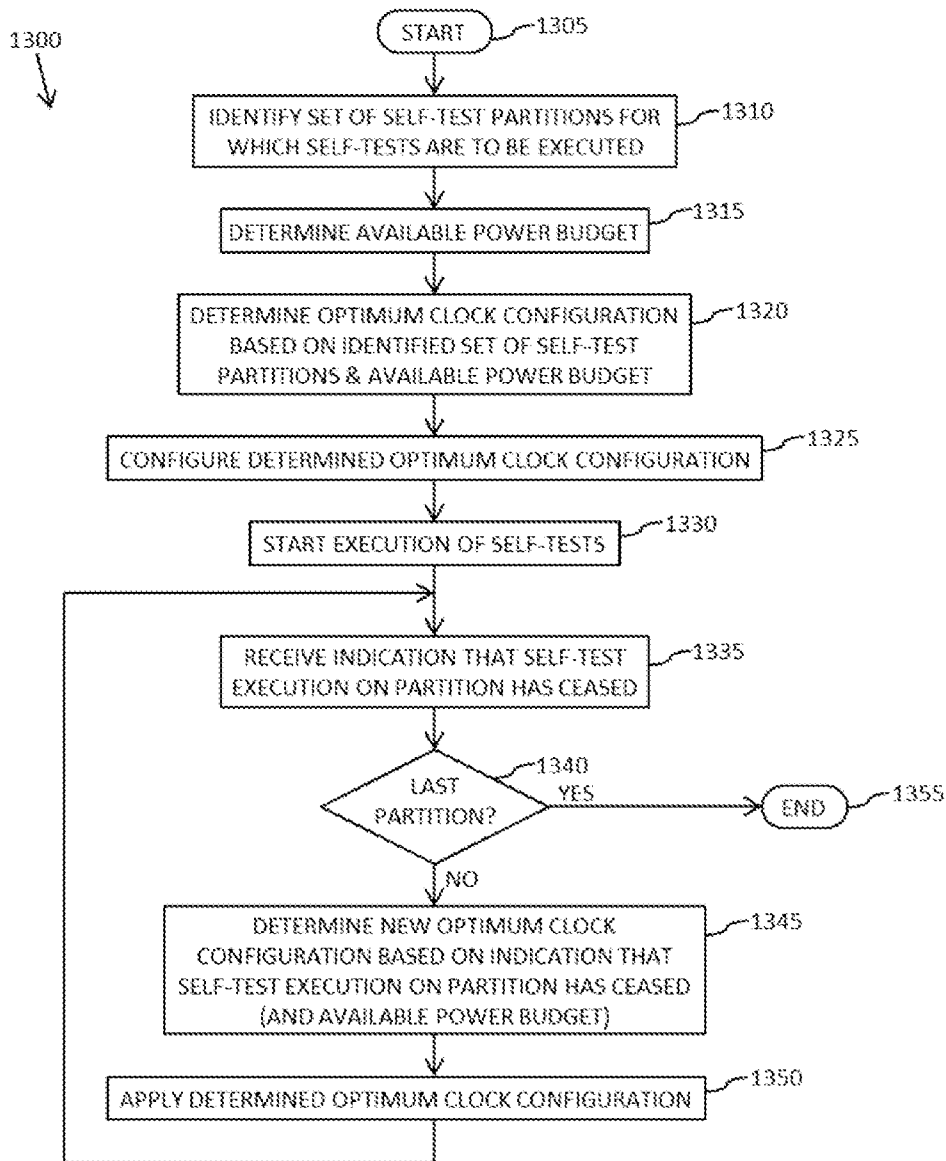 1300
START
1305
IDENTIFY SET OF SELF-TEST PARTITIONS FOR
WHICH SELF-TESTS ARE TO BE EXECUTED
1310
DETERMINE AVAILABLE POWER BUDGET
1315
DETERMINE OPTIMUM CLOCK CONFIGURATION
BASED ON IDENTIFIED SET OF SELF-TEST
PARTITIONS & AVAILABLE POWER BUDGET
1320
CONFIGURE DETERMINED OPTIMUM CLOCK CONFIGURATION
1325
START EXECUTION OF SELF-TESTS
1330
RECEIVE INDICATION THAT SELF-TEST
EXECUTION ON PARTITION HAS CEASED
1335
LAST
PARTITION?
1340
YES
END
1355
NO
DETERMINE NEW OPTIMUM CLOCK
CONFIGURATION BASED ON INDICATION THAT
SELF-TEST EXECUTION ON PARTITION HAS CEASED
(AND AVAILABLE POWER BUDGET)
1345
APPLY DETERMINED OPTIMUM CLOCK CONFIGURATION
1350